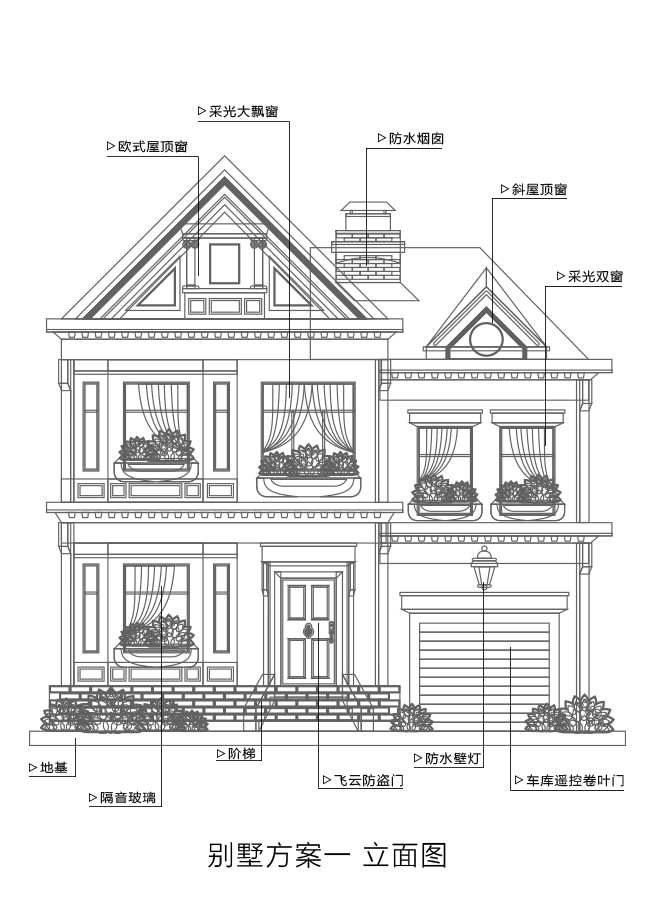 采光大飘窗
防水烟囱
欧式屋顶窗
斜屋顶窗
采光双窗
阶梯
防水壁灯
地基
飞云防盗门
车库遥控卷叶门
隔音玻璃
别墅方案一 立面图